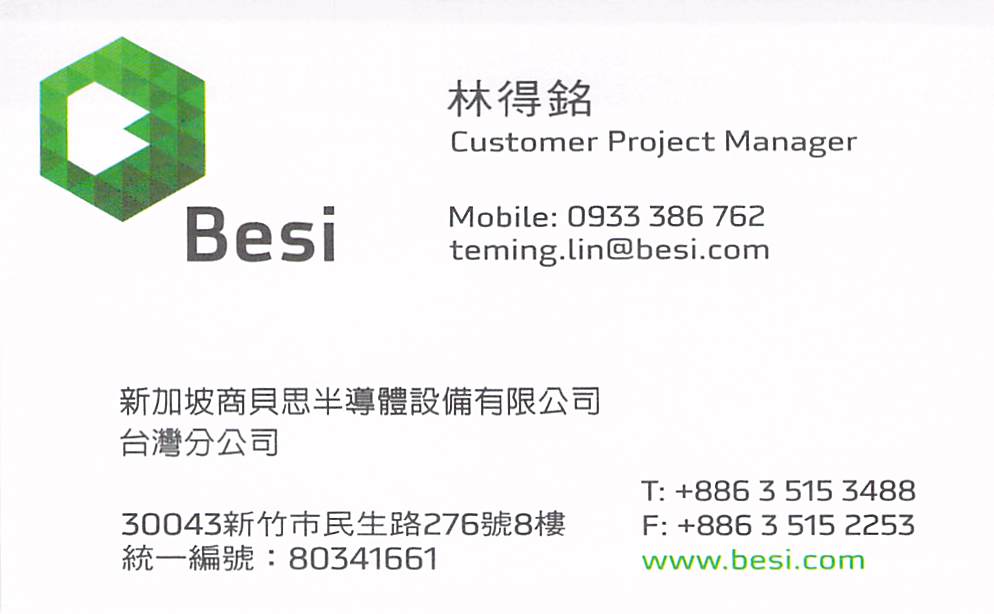 Besi
林得銘
Customer Project Manager
Mobile: 0933 386 762
teming.lin@besi.com
新加坡商貝思半導體設備有限公司
台灣分公司
30043新竹市民生路276號8樓
統一編號：80341661
T: +886 3 515 3488
F: +886 3 515 2253
www.besi.com